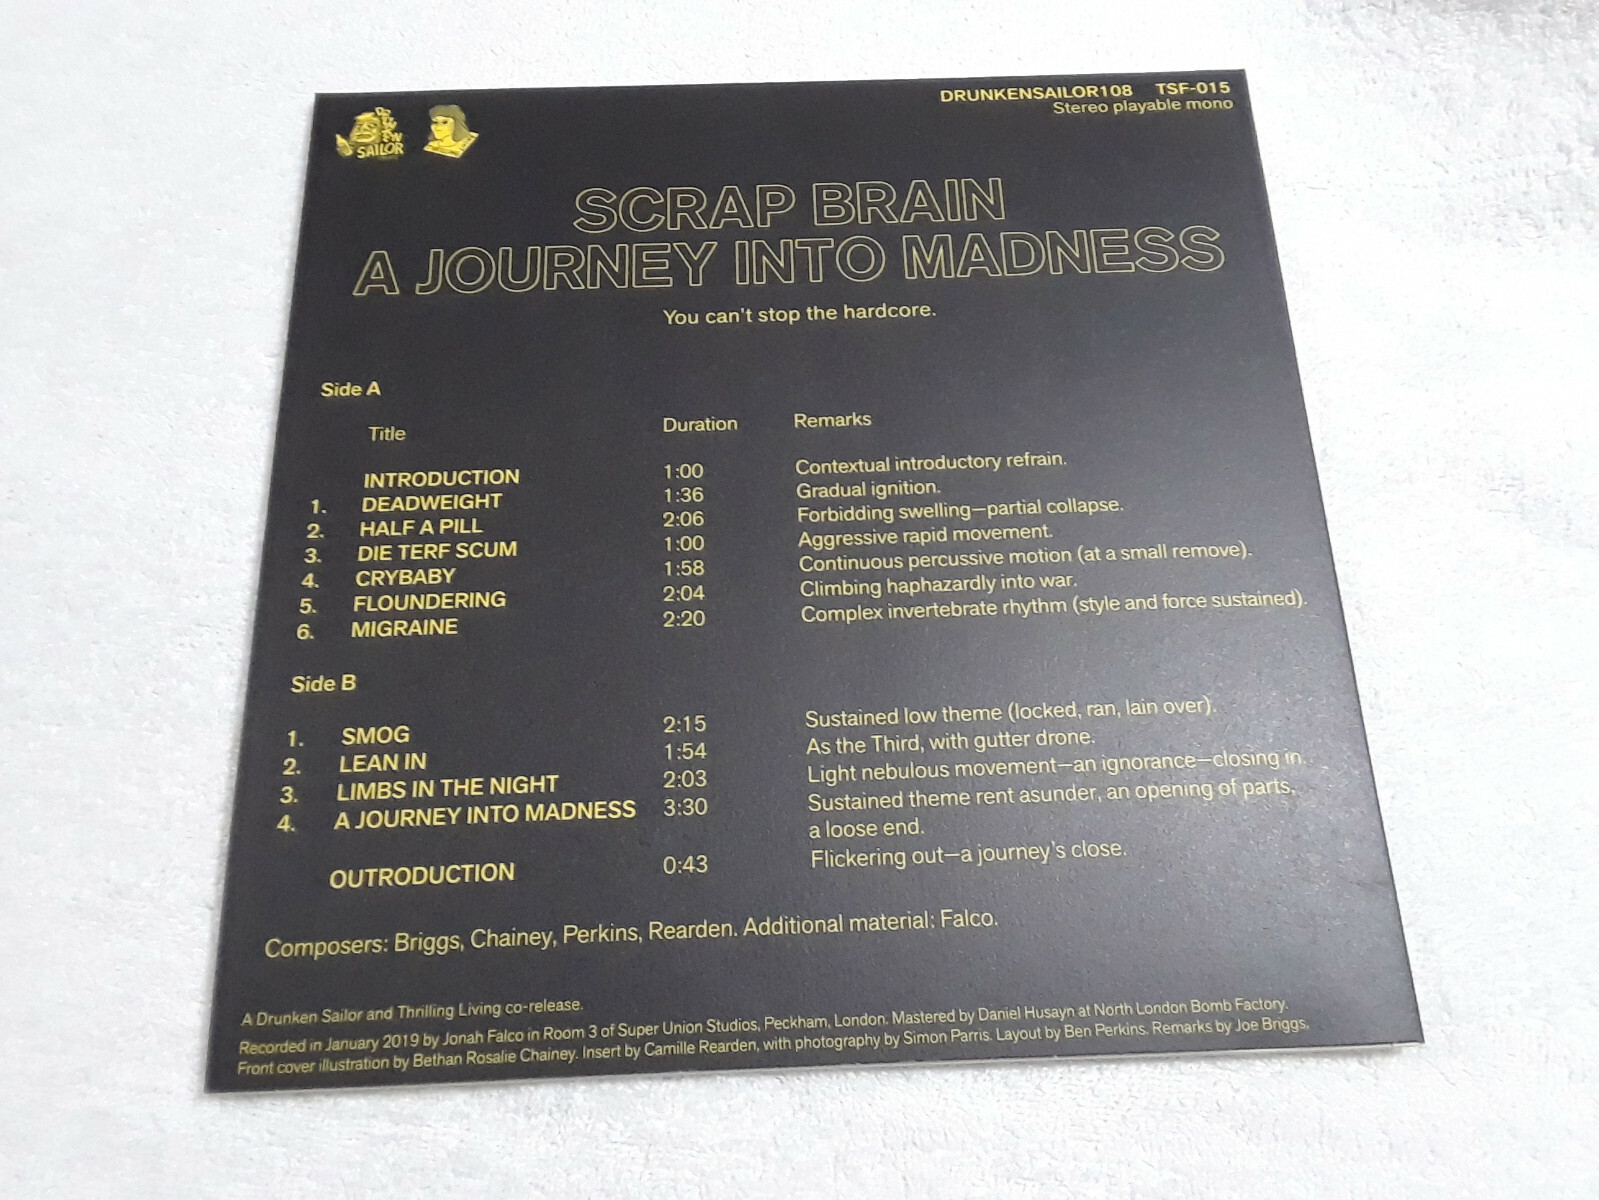 DRUNKEN SAILOR
DRUNKENSAILOR108 TSF-015
Stereo playable mono
SCRAP BRAIN
A JOURNEY INTO MADNESS
You can't stop the hardcore.
Side A
Title Duration Remarks
INTRODUCTION 1:00 Contextual introductory refrain.
1. DEADWEIGHT 1:36 Gradual ignition.
2. HALF A PILL 2:06 Forbidding swelling—partial collapse.
3. DIE TERF SCUM 1:00 Aggressive rapid movement.
4. CRYBABY 1:58 Continuous percussive motion (at a small remove).
5. FLOUNDERING 2:04 Climbing haphazardly into war.
6. MIGRAINE 2:20 Complex invertebrate rhythm (style and force sustained).
Side B
1. SMOG 2:15 Sustained low theme (locked, ran, lain over).
2. LEAN IN 1:54 As the Third, with gutter drone.
3. LIMBS IN THE NIGHT 2:03 Light nebulous movement—an ignorance—closing in.
4. A JOURNEY INTO MADNESS 3:30 Sustained theme rent asunder, an opening of parts,
a loose end.
OUTRODUCTION 0:43 Flickering out—a journey's close.
Composers: Briggs, Chainey, Perkins, Rearden. Additional material: Falco.
A Drunken Sailor and Thrilling Living co-release.
Recorded in January 2019 by Jonah Falco in Room 3 of Super Union Studios, Peckham, London. Mastered by Daniel Husayn at North London Bomb Factory.
Front cover illustration by Bethan Rosalie Chainey. Insert by Camille Rearden, with photography by Simon Parris. Layout by Ben Perkins. Remarks by Joe Briggs.